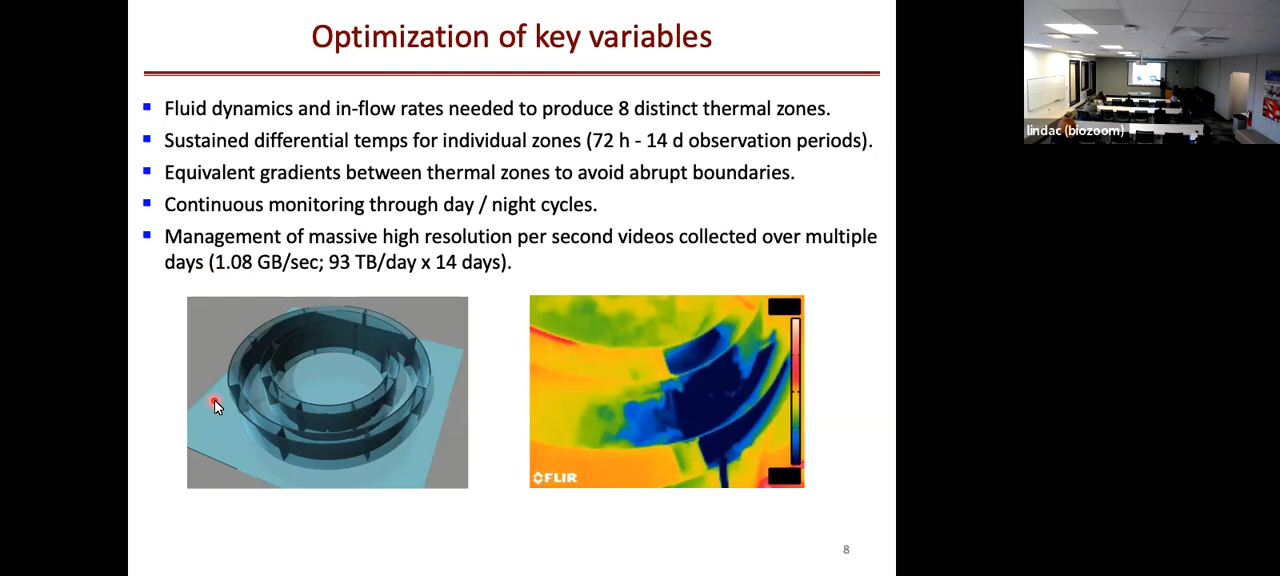 Optimization of key variables
Fluid dynamics and in-flow rates needed to produce 8 distinct thermal zones.
Sustained differential temps for individual zones (72 h - 14 d observation periods).
Equivalent gradients between thermal zones to avoid abrupt boundaries.
Continuous monitoring through day / night cycles.
Management of massive high resolution per second videos collected over multiple
days (1.08 GB/sec; 93 TB/day x 14 days).
FLIR
8
lindac (biozoom)